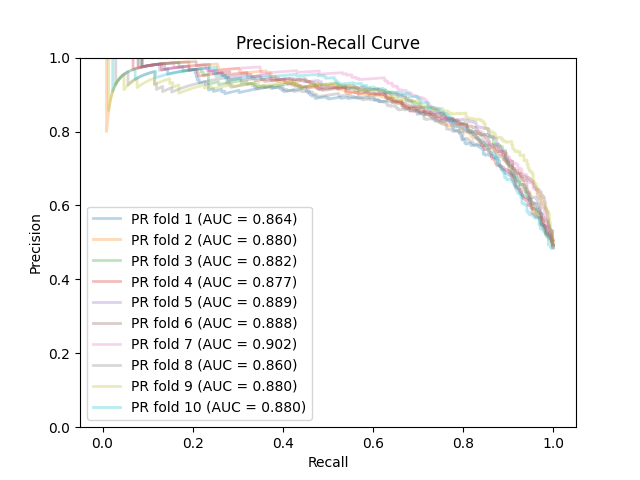 Precision-Recall Curve
1.0
0.8
0.6
0.4
0.2
0.0
Precision
PR fold 1 (AUC = 0.864)
PR fold 2 (AUC = 0.880)
PR fold 3 (AUC = 0.882)
PR fold 4 (AUC = 0.877)
PR fold 5 (AUC = 0.889)
PR fold 6 (AUC = 0.888)
PR fold 7 (AUC = 0.902)
PR fold 8 (AUC = 0.860)
PR fold 9 (AUC = 0.880)
PR fold 10 (AUC = 0.880)
0.0 0.2 0.4 0.6 0.8 1.0
Recall